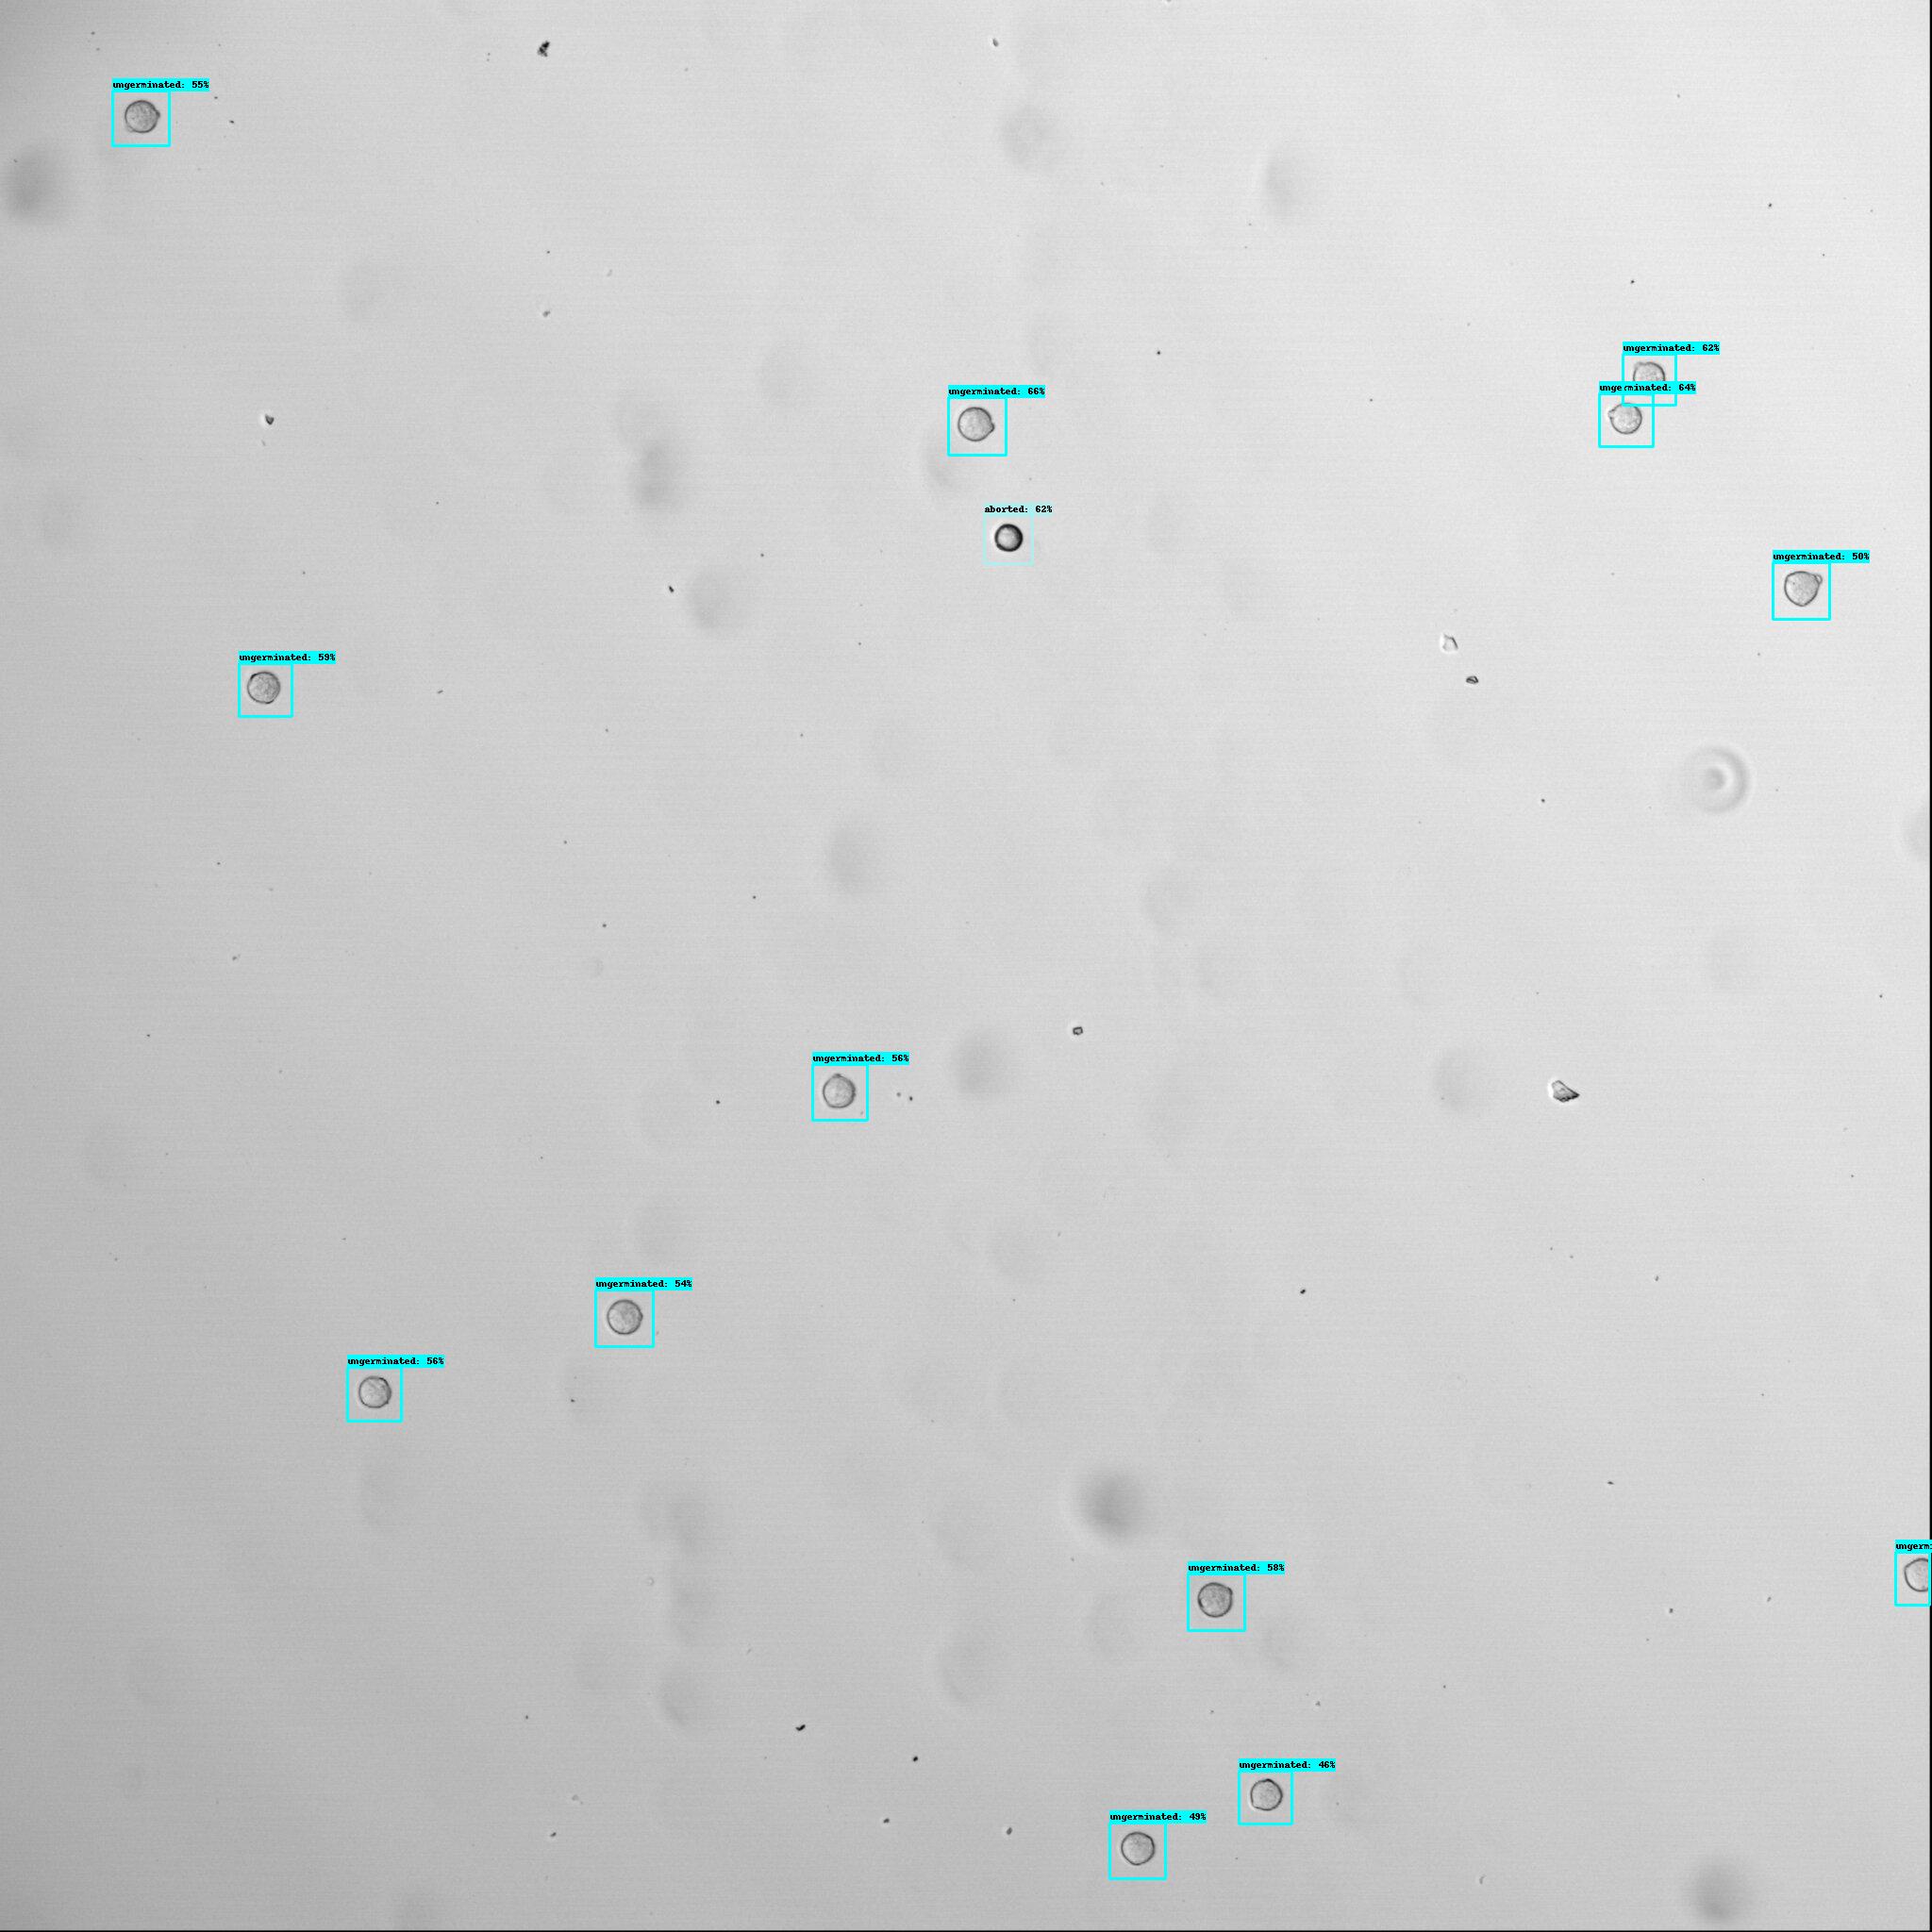 ungerminated: 55%
ungerminated: 62%
ungerminated: 64%
ungerminated: 66%
aborted: 62%
ungerminated: 50%
ungerminated: 59%
ungerminated: 56%
ungerminated: 54%
ungerminated: 56%
ungerm
ungerminated: 58%
ungerminated: 46%
ungerminated: 49%